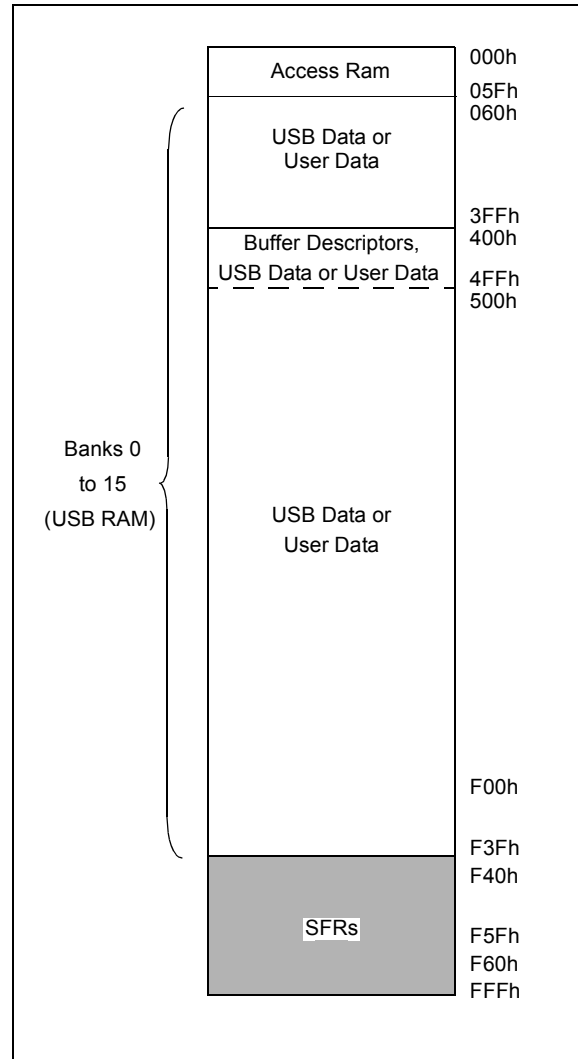 000h
Access Ram
05Fh
060h
USB Data or
User Data
3FFh
400h
Buffer Descriptors,
USB Data or User Data
4FFh
500h
Banks 0
to 15
(USB RAM)
USB Data or
User Data
F00h
F3Fh
F40h
SFRs
F5Fh
F60h
FFFh